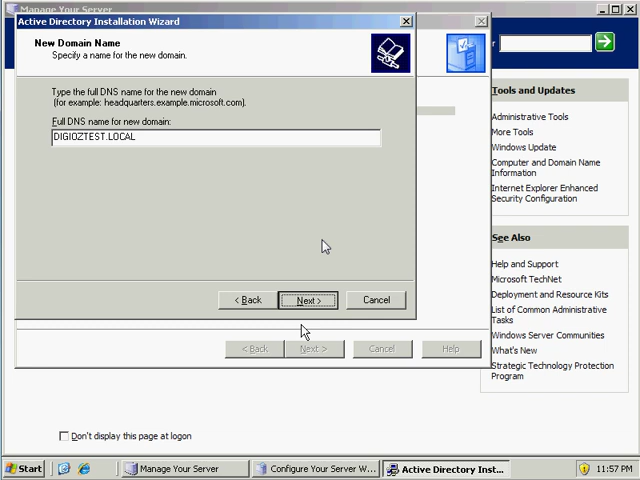 Manage Your Server
Active Directory Installation Wizard
New Domain Name
Specify a name for the new domain.
Type the full DNS name for the new domain
(for example: headquarters.example.microsoft.com).
Full DNS name for new domain:
DIGIOZTEST.LOCAL
< Back
Next >
Cancel
< Back
Next >
Cancel
Help
r
Tools and Updates
Administrative Tools
More Tools
Windows Update
Computer and Domain Name
Information
Internet Explorer Enhanced
Security Configuration
See Also
Help and Support
Microsoft TechNet
Deployment and Resource Kits
List of Common Administrative
Tasks
Windows Server Communities
What's New
Strategic Technology Protection
Program
Don't display this page at logon
Start
Manage Your Server
Configure Your Server W...
Active Directory Inst...
11:57 PM